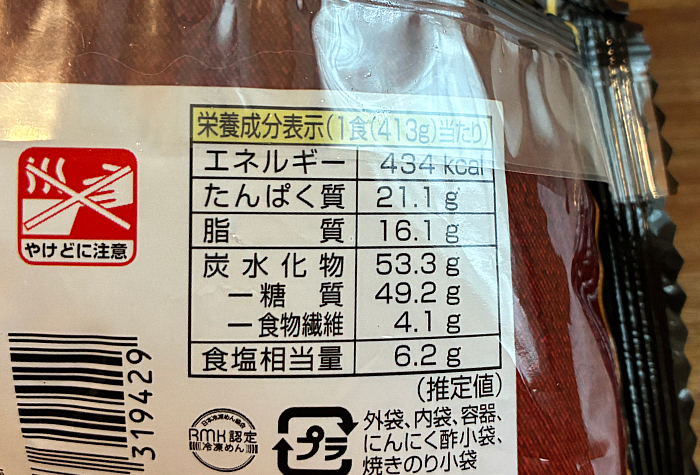 栄養成分表示(1食(413g)当たり)
エネルギー 434 kcal
たんぱく質 21.1 g
脂質 16.1 g
炭水化物 53.3 g
ー糖質 49.2 g
ー食物繊維 4.1 g
食塩相当量 6.2 g
(推定値)
やけどに注意
319429
RMK認定
冷凍めん
プラ
外袋、内袋、容器、
にんにく酢小袋、
焼きのり小袋